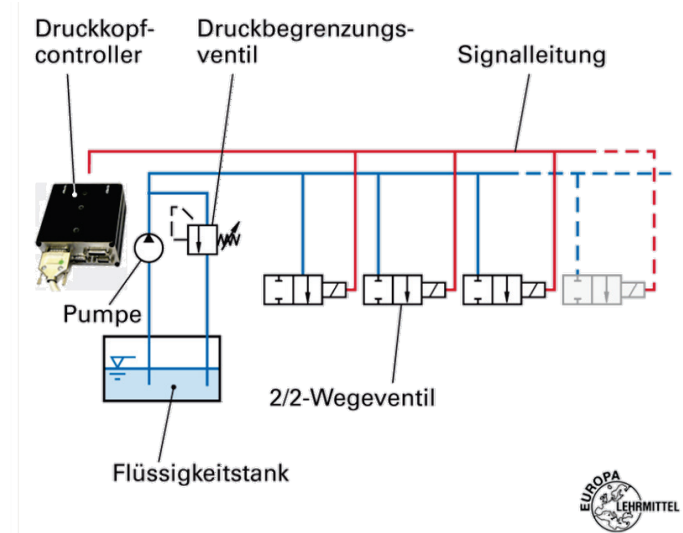 Druckkopf-
controller
Druckbegrenzungs-
ventil
Signalleitung
Pumpe
2/2-Wegeventil
Flüssigkeitstank
EUROPA
LEHRMITTEL